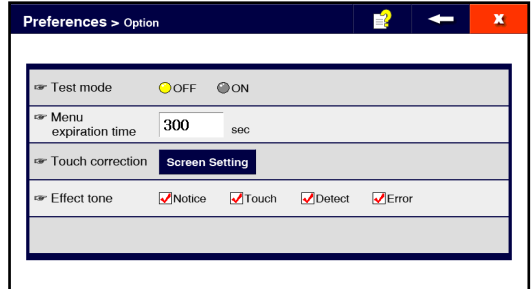 Preferences > Option
?
X
☞ Test mode OFF ON
☞ Menu
expiration time 300 sec
☞ Touch correction Screen Setting
☞ Effect tone Notice Touch Detect Error